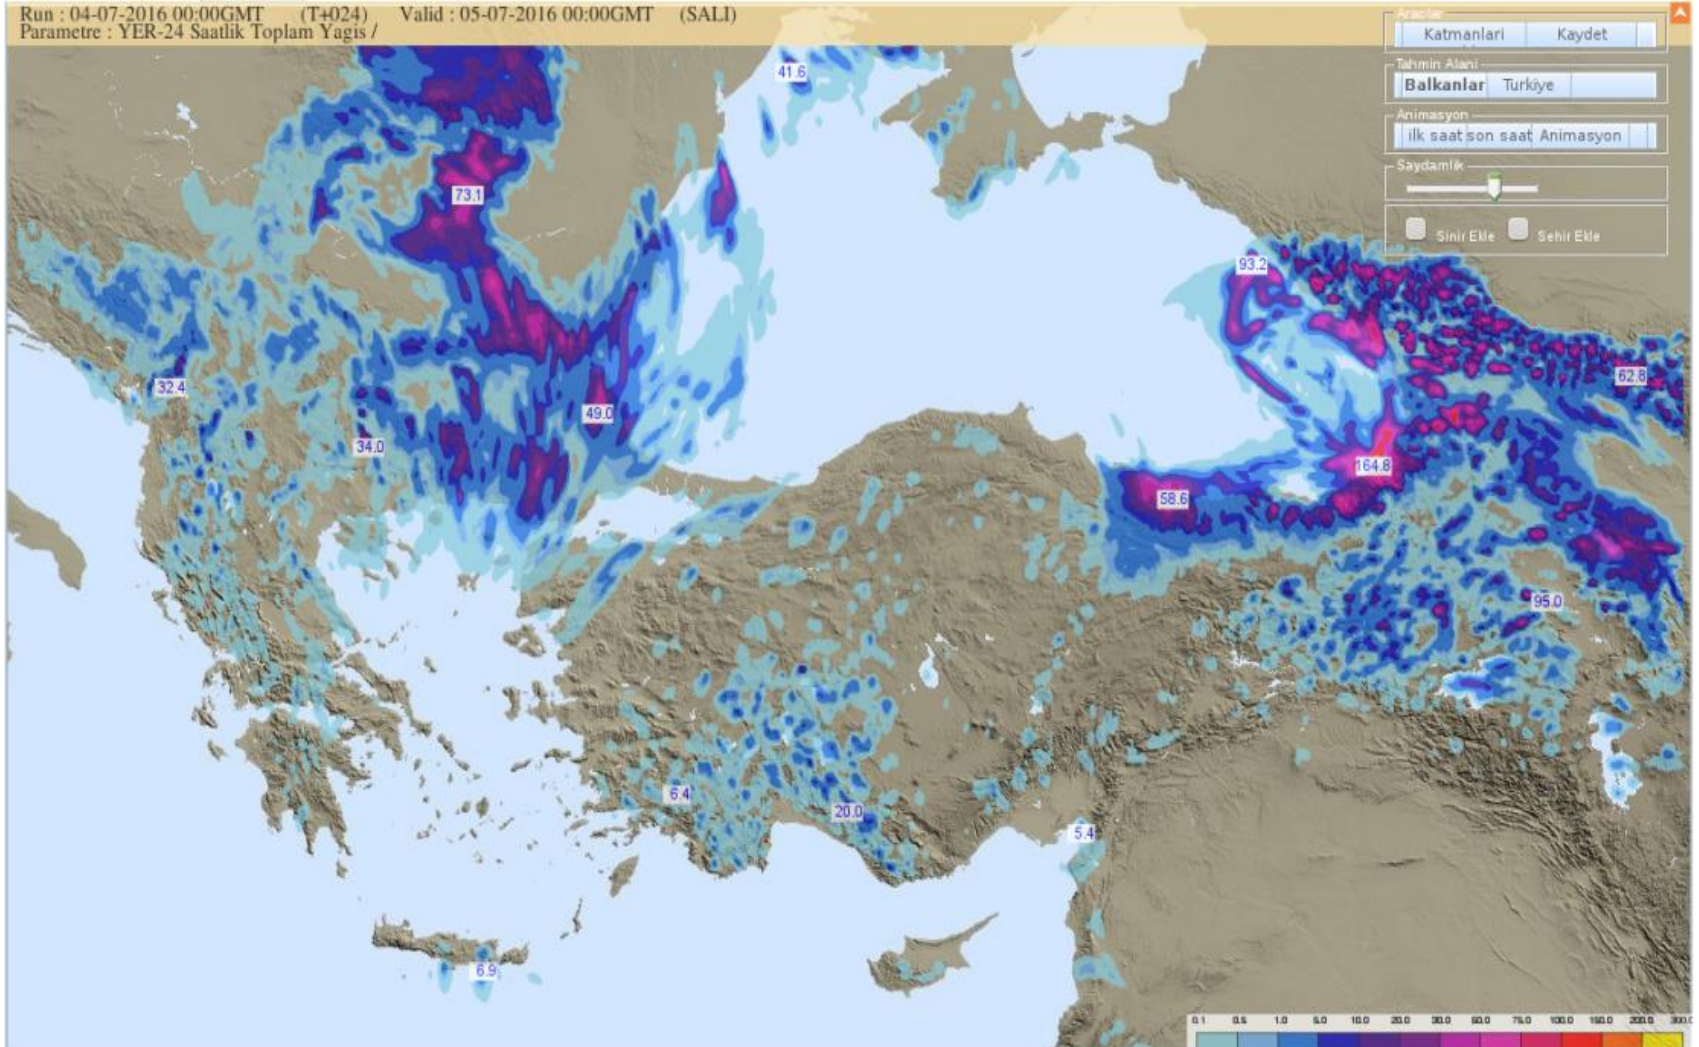 Run : 04-07-2016 00:00GMT (T+024) Valid : 05-07-2016 00:00GMT (SALI)
Parametre : YER-24 Saatlik Toplam Yagis /
Araclar
Katmanlari Kaydet
Tahmin Alani
Balkanlar Turkiye
Animasyon
ilk saat son saat Animasyon
Saydamlik
Sinir Ekle Sehir Ekle
41.6
73.1
93.2
62.8
32.4
49.0
34.0
164.8
58.6
95.0
6.4
20.0
5.4
6.9
0.1 0.5 1.0 5.0 10.0 20.0 30.0 50.0 75.0 100.0 150.0 200.0 300.0